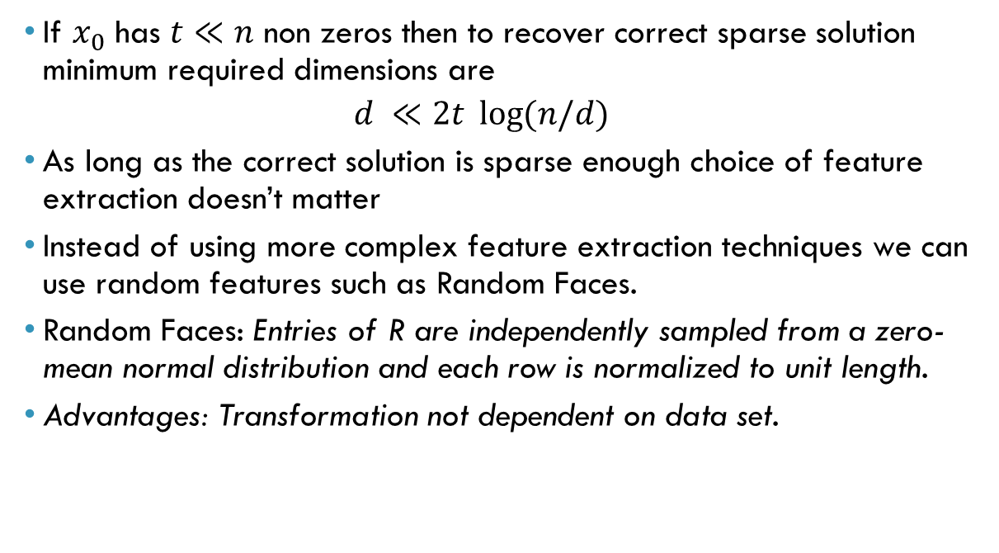 • If x₀ has t ≪ n non zeros then to recover correct sparse solution
minimum required dimensions are
d ≪ 2t log(n/d)
• As long as the correct solution is sparse enough choice of feature
extraction doesn’t matter
• Instead of using more complex feature extraction techniques we can
use random features such as Random Faces.
• Random Faces: Entries of R are independently sampled from a zero-
mean normal distribution and each row is normalized to unit length.
• Advantages: Transformation not dependent on data set.